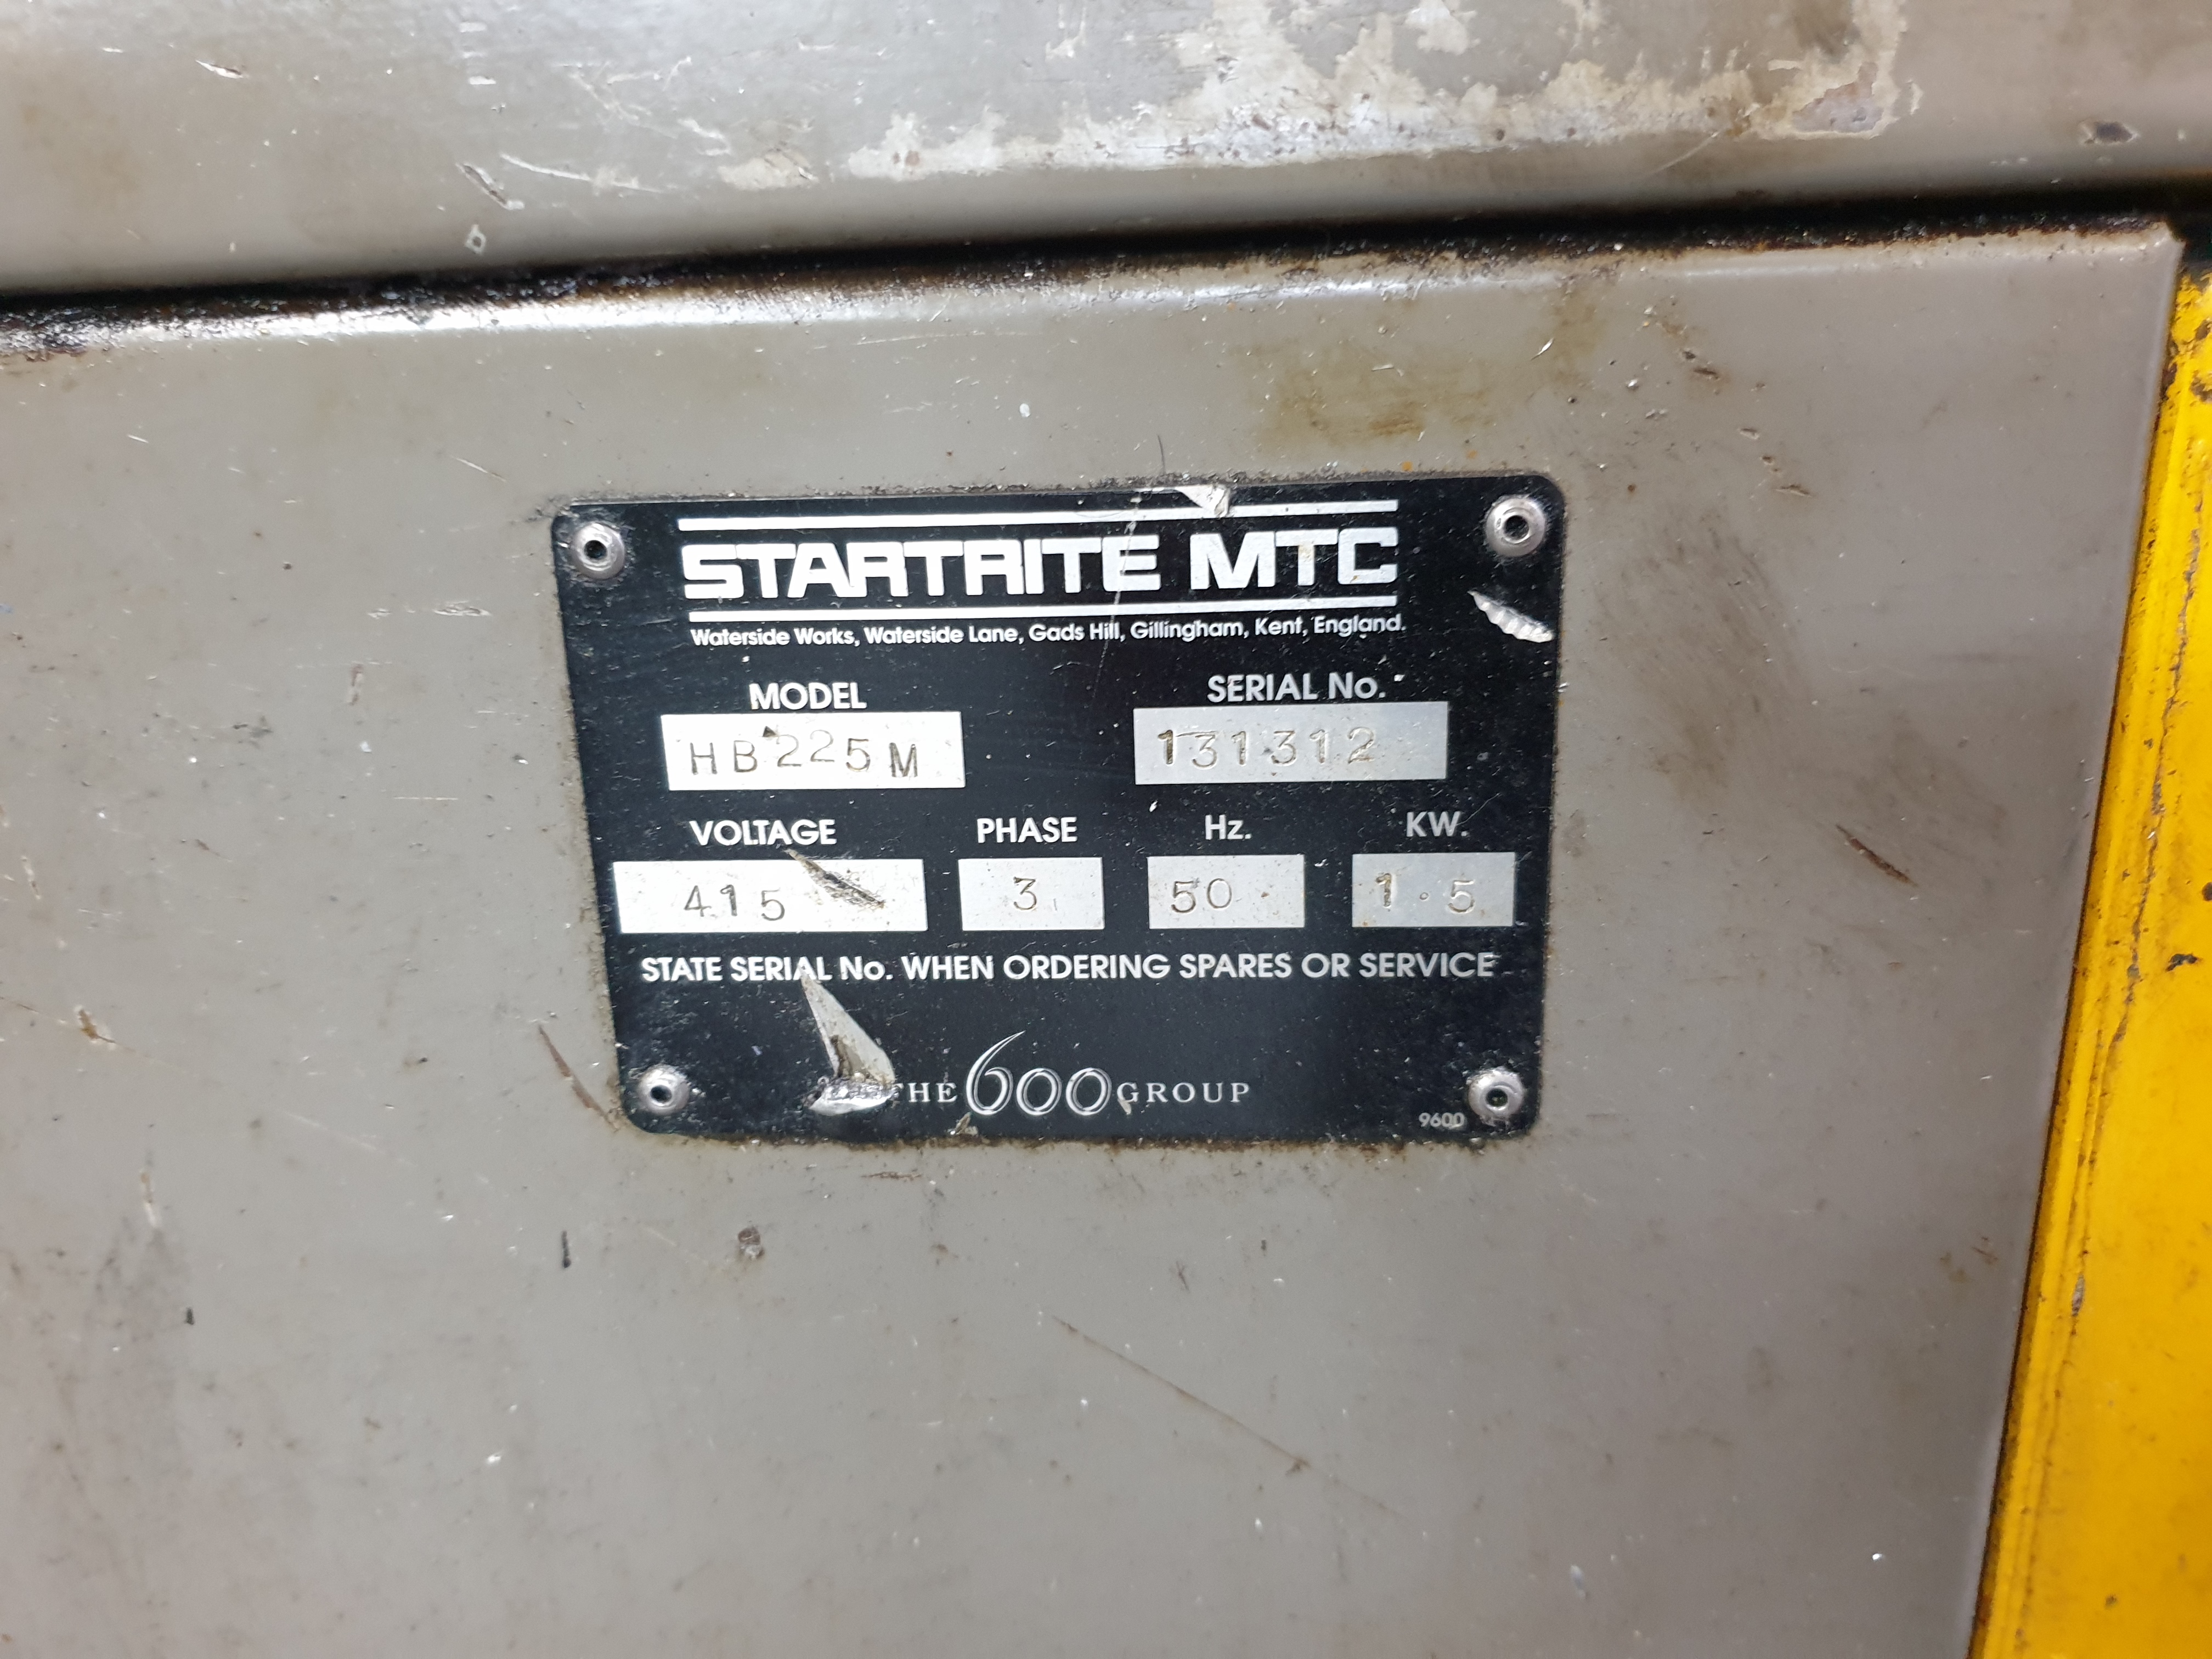 STARTRITE MTC
Waterside Works, Waterside Lane, Gads Hill, Gillingham, Kent, England.
MODEL SERIAL No.
HB225M 131312
VOLTAGE PHASE Hz. KW.
415 3 50 1.5
STATE SERIAL No. WHEN ORDERING SPARES OR SERVICE
THE 600 GROUP
9600